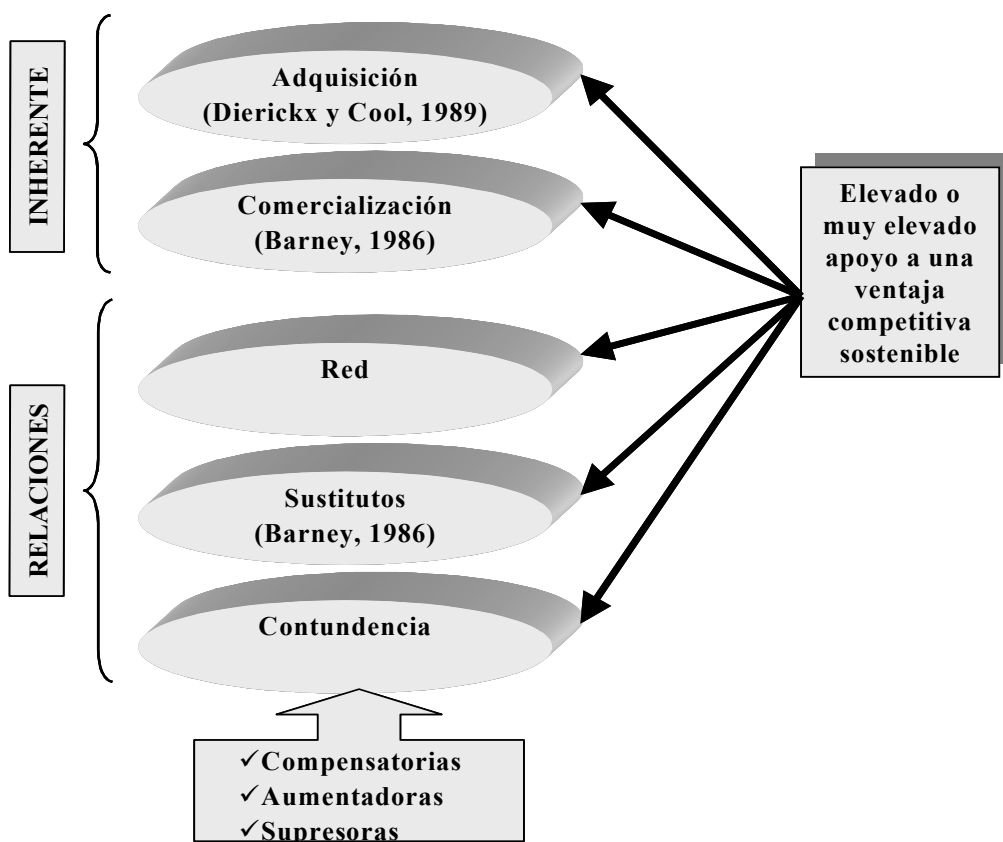 INHERENTE
Adquisición
(Dierickx y Cool, 1989)
Comercialización
(Barney, 1986)
RELACIONES
Red
Sustitutos
(Barney, 1986)
Contundencia
✓Compensatorias
✓Aumentadoras
✓Supresoras
Elevado o
muy elevado
apoyo a una
ventaja
competitiva
sostenible